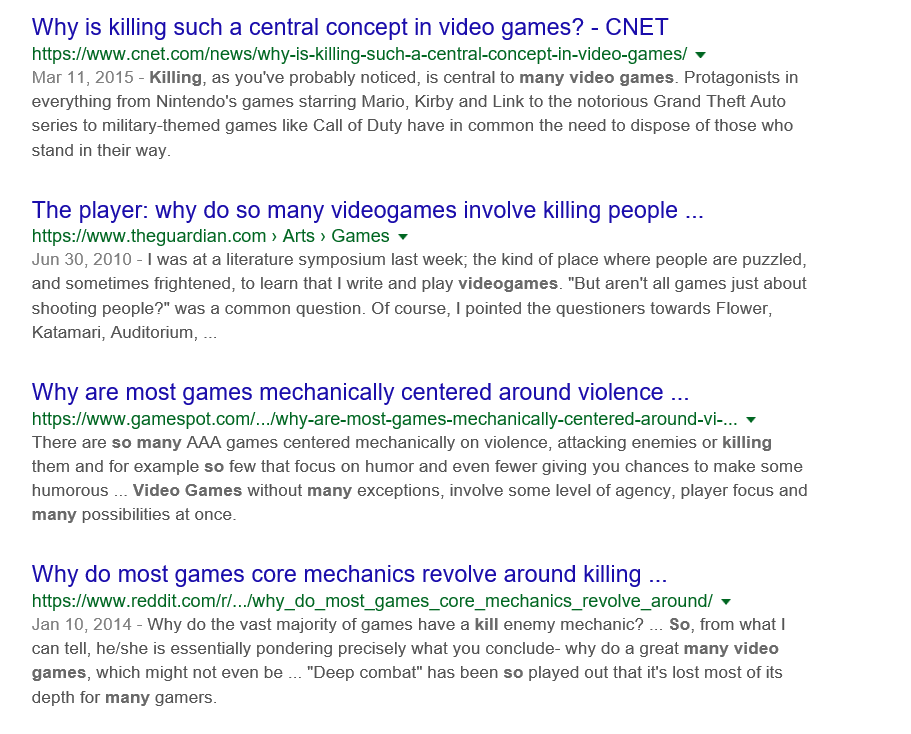 Why is killing such a central concept in video games? - CNET
https://www.cnet.com/news/why-is-killing-such-a-central-concept-in-video-games/
Mar 11, 2015 - Killing, as you've probably noticed, is central to many video games. Protagonists in
everything from Nintendo's games starring Mario, Kirby and Link to the notorious Grand Theft Auto
series to military-themed games like Call of Duty have in common the need to dispose of those who
stand in their way.
The player: why do so many videogames involve killing people ...
https://www.theguardian.com › Arts › Games
Jun 30, 2010 - I was at a literature symposium last week; the kind of place where people are puzzled,
and sometimes frightened, to learn that I write and play videogames. "But aren't all games just about
shooting people?" was a common question. Of course, I pointed the questioners towards Flower,
Katamari, Auditorium, ...
Why are most games mechanically centered around violence ...
https://www.gamespot.com/.../why-are-most-games-mechanically-centered-around-vi-...
There are so many AAA games centered mechanically on violence, attacking enemies or killing
them and for example so few that focus on humor and even fewer giving you chances to make some
humorous ... Video Games without many exceptions, involve some level of agency, player focus and
many possibilities at once.
Why do most games core mechanics revolve around killing ...
https://www.reddit.com/r/.../why_do_most_games_core_mechanics_revolve_around/
Jan 10, 2014 - Why do the vast majority of games have a kill enemy mechanic? ... So, from what I
can tell, he/she is essentially pondering precisely what you conclude- why do a great many video
games, which might not even be ... "Deep combat" has been so played out that it's lost most of its
depth for many gamers.